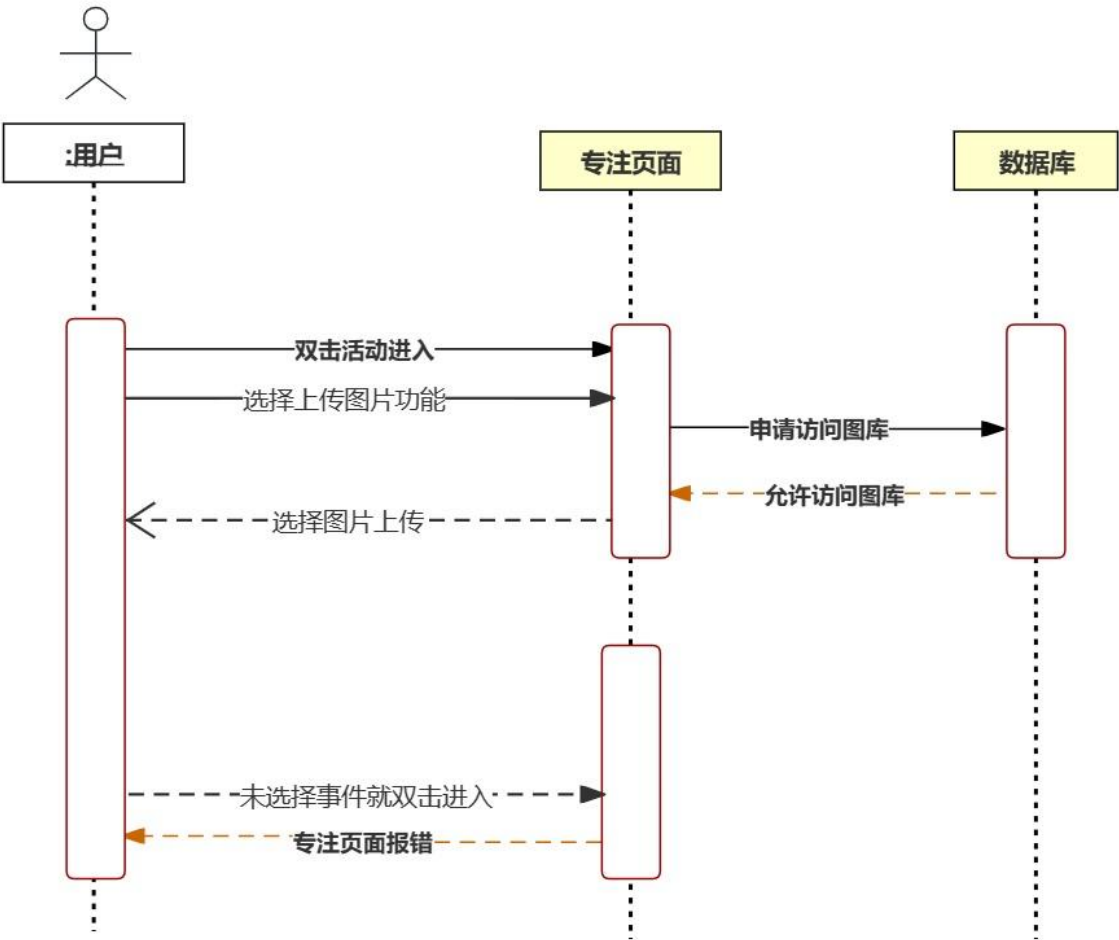 :用户
专注页面
数据库
双击活动进入
选择上传图片功能
申请访问图库
允许访问图库
选择图片上传
未选择事件就双击进入
专注页面报错